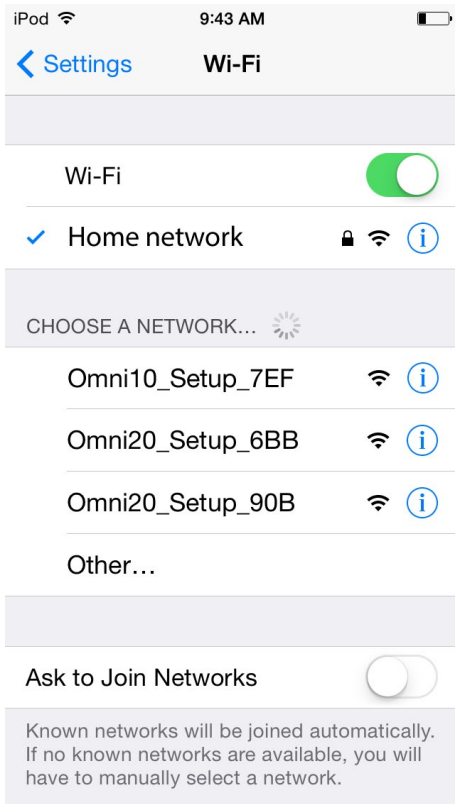 iPod 9:43 AM
Settings Wi-Fi
Wi-Fi
Home network
CHOOSE A NETWORK...
Omni10_Setup_7EF
Omni20_Setup_6BB
Omni20_Setup_90B
Other...
Ask to Join Networks
Known networks will be joined automatically.
If no known networks are available, you will
have to manually select a network.